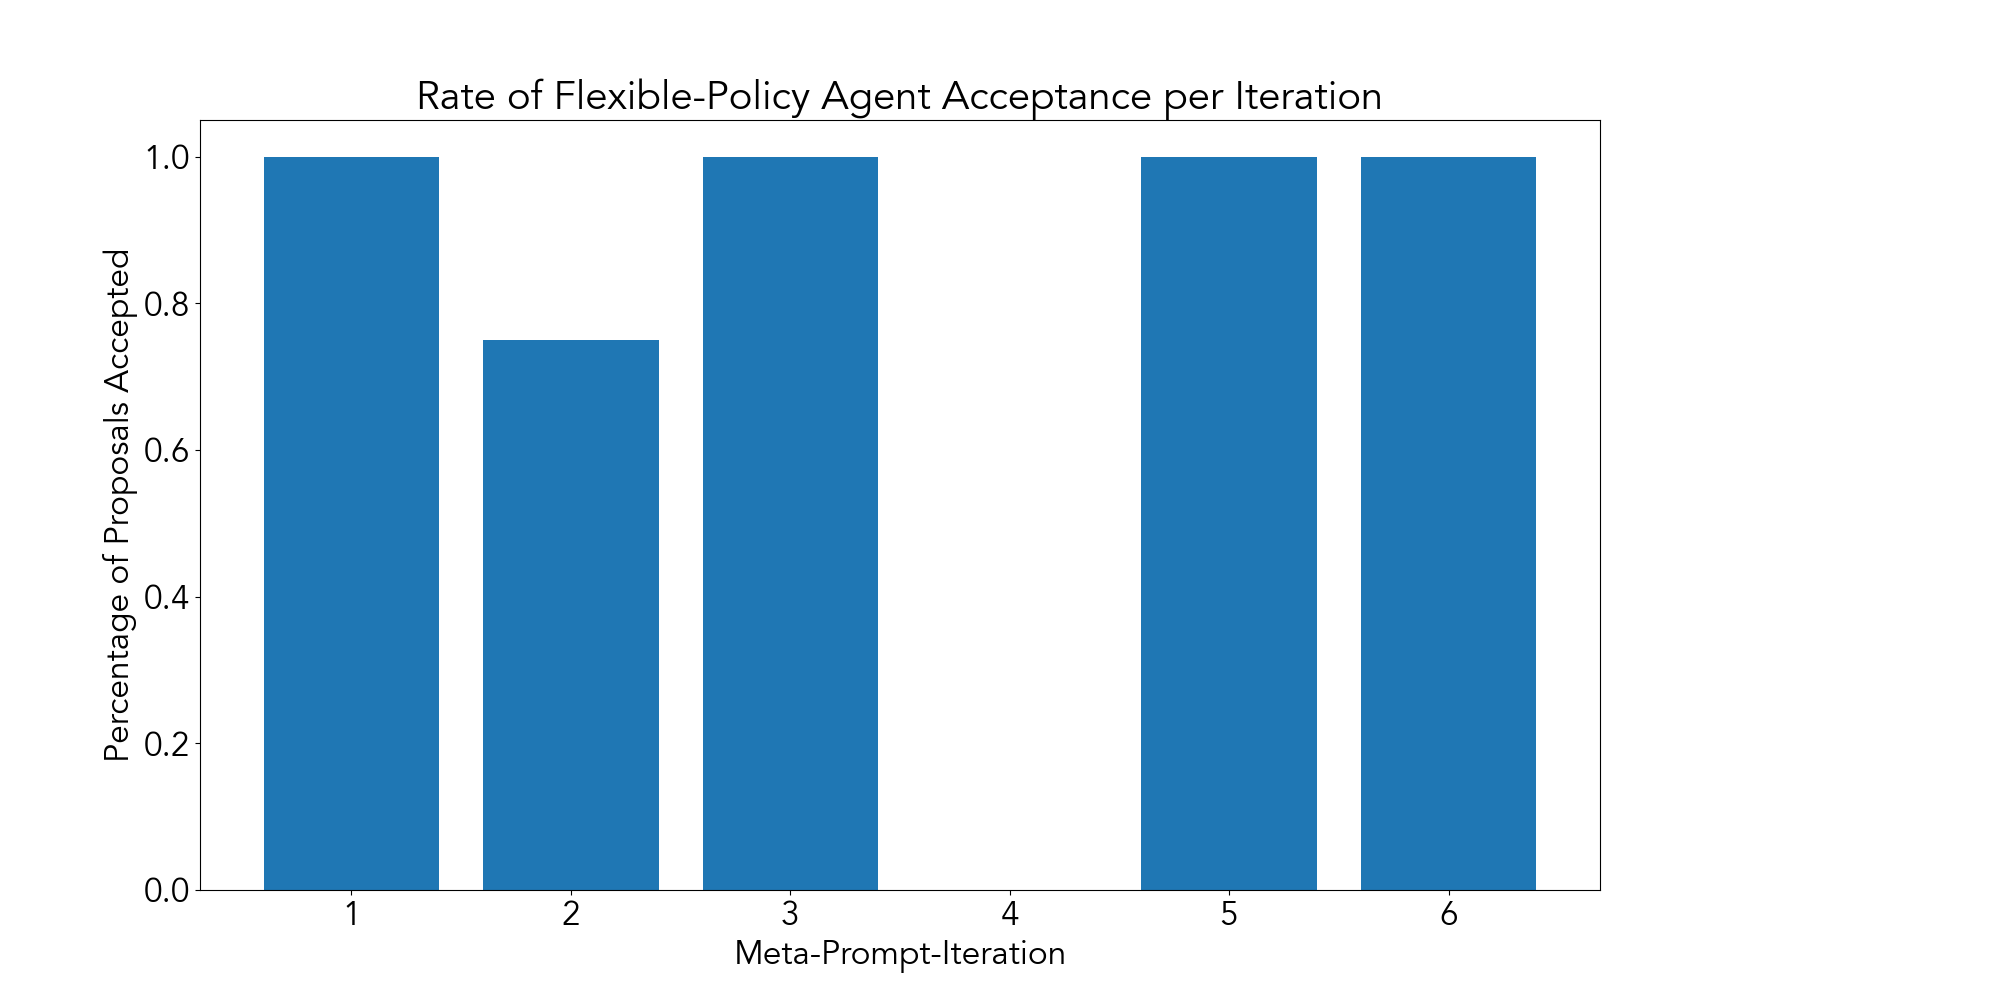 Rate of Flexible-Policy Agent Acceptance per Iteration
Percentage of Proposals Accepted
1.0
0.8
0.6
0.4
0.2
0.0
1 2 3 4 5 6
Meta-Prompt-Iteration